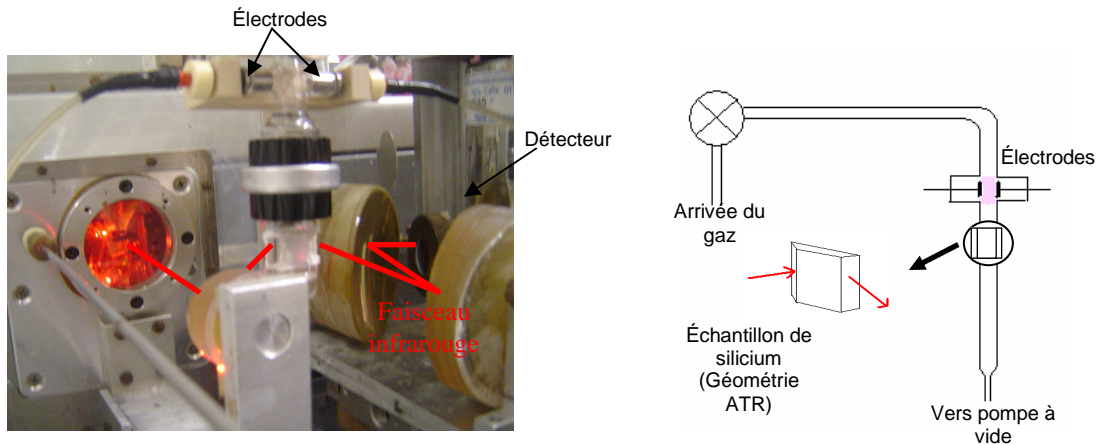 Électrodes
Détecteur
Faisceau
infrarouge
Électrodes
Arrivée du
gaz
Échantillon de
silicium
(Géométrie
ATR)
Vers pompe à
vide